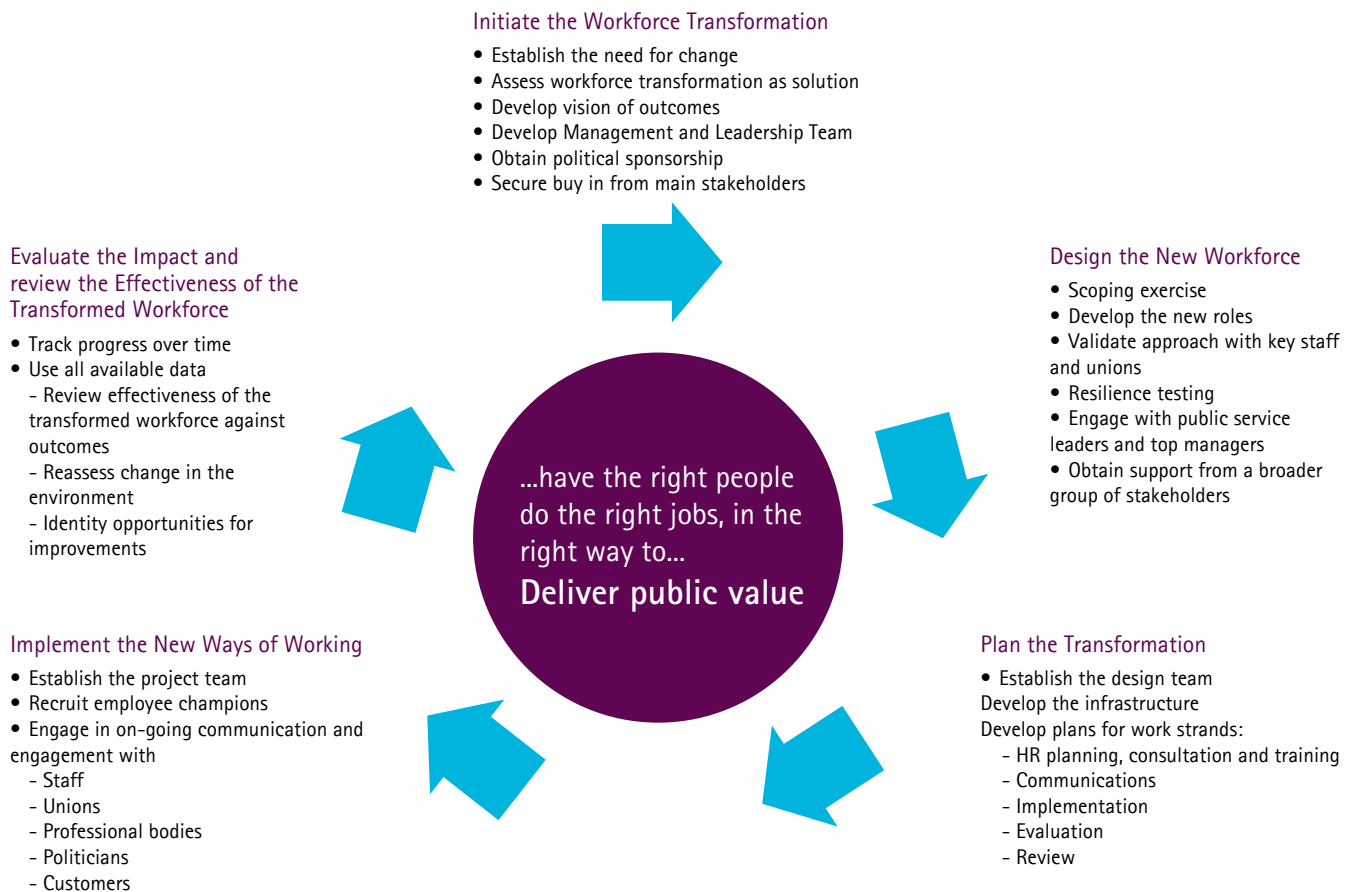 Initiate the Workforce Transformation
• Establish the need for change
• Assess workforce transformation as solution
• Develop vision of outcomes
• Develop Management and Leadership Team
• Obtain political sponsorship
• Secure buy in from main stakeholders
Design the New Workforce
• Scoping exercise
• Develop the new roles
• Validate approach with key staff
and unions
• Resilience testing
• Engage with public service
leaders and top managers
• Obtain support from a broader
group of stakeholders
Plan the Transformation
• Establish the design team
Develop the infrastructure
Develop plans for work strands:
- HR planning, consultation and training
- Communications
- Implementation
- Evaluation
- Review
Implement the New Ways of Working
• Establish the project team
• Recruit employee champions
• Engage in on-going communication and
engagement with
- Staff
- Unions
- Professional bodies
- Politicians
- Customers
Evaluate the Impact and
review the Effectiveness of the
Transformed Workforce
• Track progress over time
• Use all available data
- Review effectiveness of the
transformed workforce against
outcomes
- Reassess change in the
environment
- Identity opportunities for
improvements
...have the right people
do the right jobs, in the
right way to...
Deliver public value